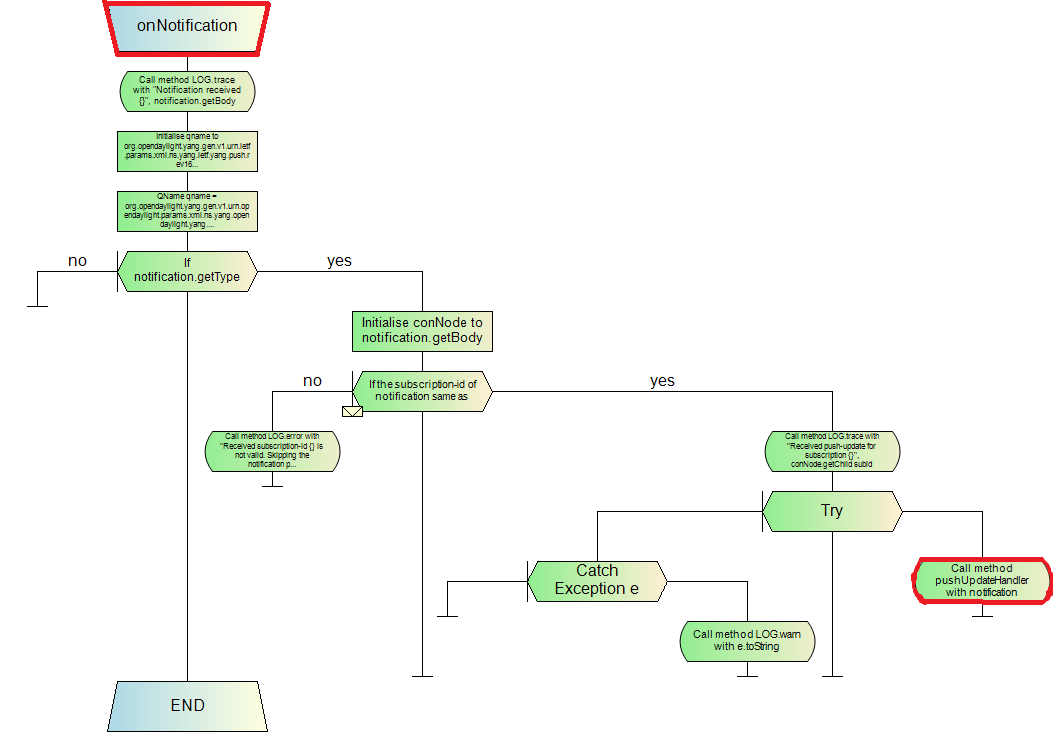 onNotification
Call method LOG.trace
with "Notification received
{}", notification.getBody
Initialise qname to
org.opendaylight.yang.gen.v1.urn.ietf
.params.xml.ns.yang.ietf.yang.push.r
ev16...
QName qname =
org.opendaylight.yang.gen.v1.urn.op
endaylight.params.xml.ns.yang.open
daylight.yang....
no
If
notification.getType
yes
Initialise conNode to
notification.getBody
no
If the subscription-id of
notification same as
yes
Call method LOG.error with
"Received subscription-id {} is
not valid. Skipping the
notification p...
Call method LOG.trace with
"Received push-update for
subscription {}",
conNode.getChild subid
Try
Catch
Exception e
Call method
pushUpdateHandler
with notification
Call method LOG.warn
with e.toString
END